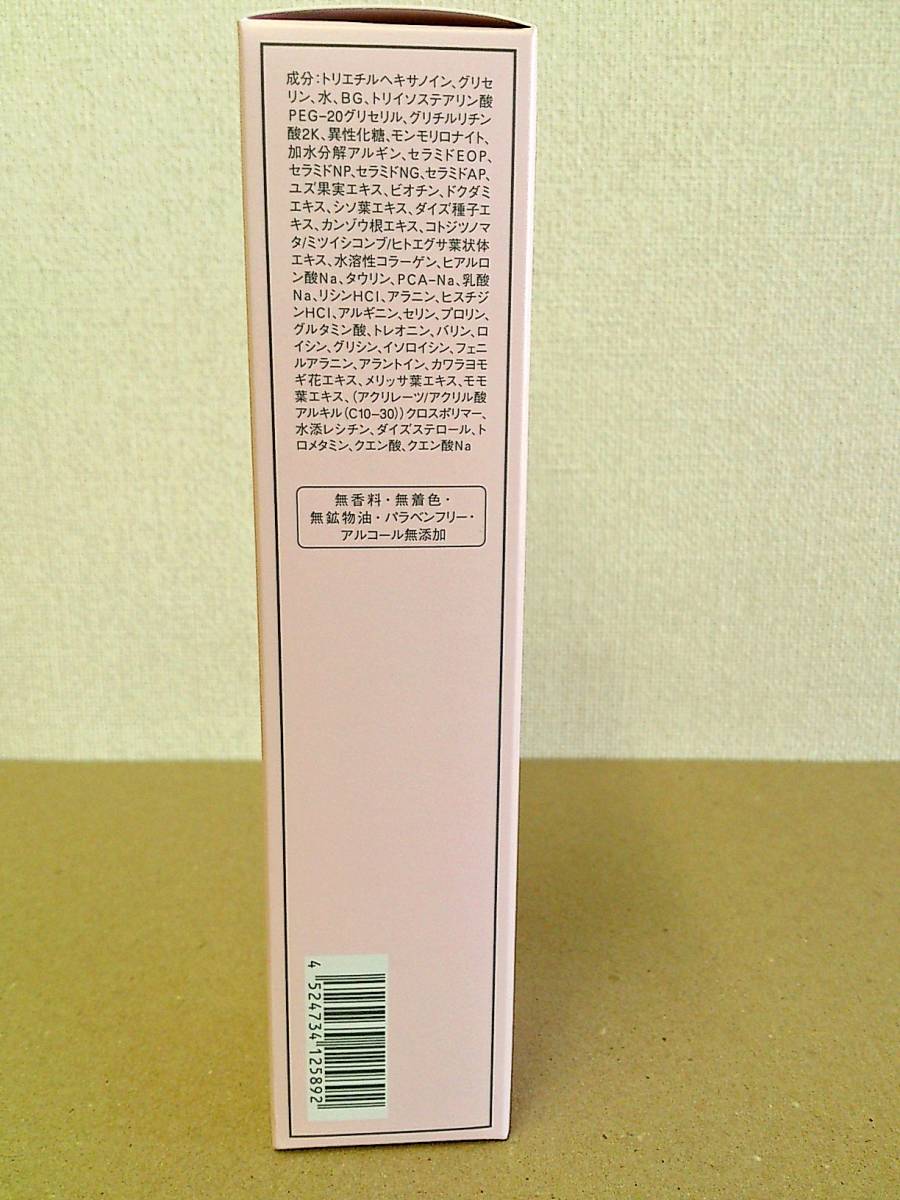 成分:トリエチルヘキサノイン、グリセ
リン、水、BG、トリイソステアリン酸
PEG-20グリセリル、グリチルリチン
酸2K、異性化糖、モンモリロナイト、
加水分解アルギン、セラミドEOP、
セラミドNP、セラミドNG、セラミドAP、
ユズ果実エキス、ビオチン、ドクダミ
エキス、シソ葉エキス、ダイズ種子エ
キス、カンゾウ根エキス、コトジツノマ
タ/ミツイシコンブ/ヒトエグサ葉状体
エキス、水溶性コラーゲン、ヒアルロ
ン酸Na、タウリン、PCA-Na、乳酸
Na、リシンHCl、アラニン、ヒスチジ
ンHCl、アルギニン、セリン、プロリン、
グルタミン酸、トレオニン、バリン、ロ
イシン、グリシン、イソロイシン、フェニ
ルアラニン、アラントイン、カワラヨモ
ギ花エキス、メリッサ葉エキス、モモ
葉エキス、(アクリレーツ/アクリル酸
アルキル(C10-30))クロスポリマー、
水添レシチン、ダイズステロール、ト
ロメタミン、クエン酸、クエン酸Na
無香料・無着色・
無鉱物油・パラベンフリー・
アルコール無添加
4 524734 125892